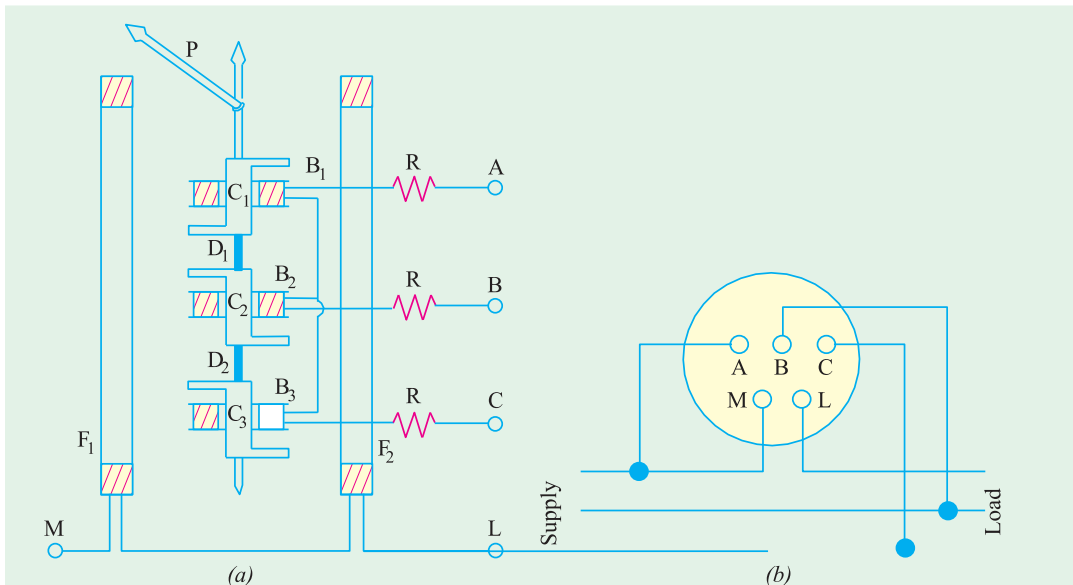 P
B1 R A
C1
D1
B2 R B
C2
D2
B3 R C
C3
F1 F2
M L
(a)
A B C
M L
Supply Load
(b)